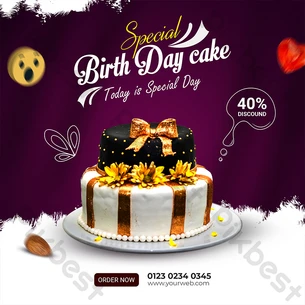 Special
Birth Day cake
Today is Special Day
40%
DISCOUND
ORDER NOW
0123 0234 0345
www.yourweb.com